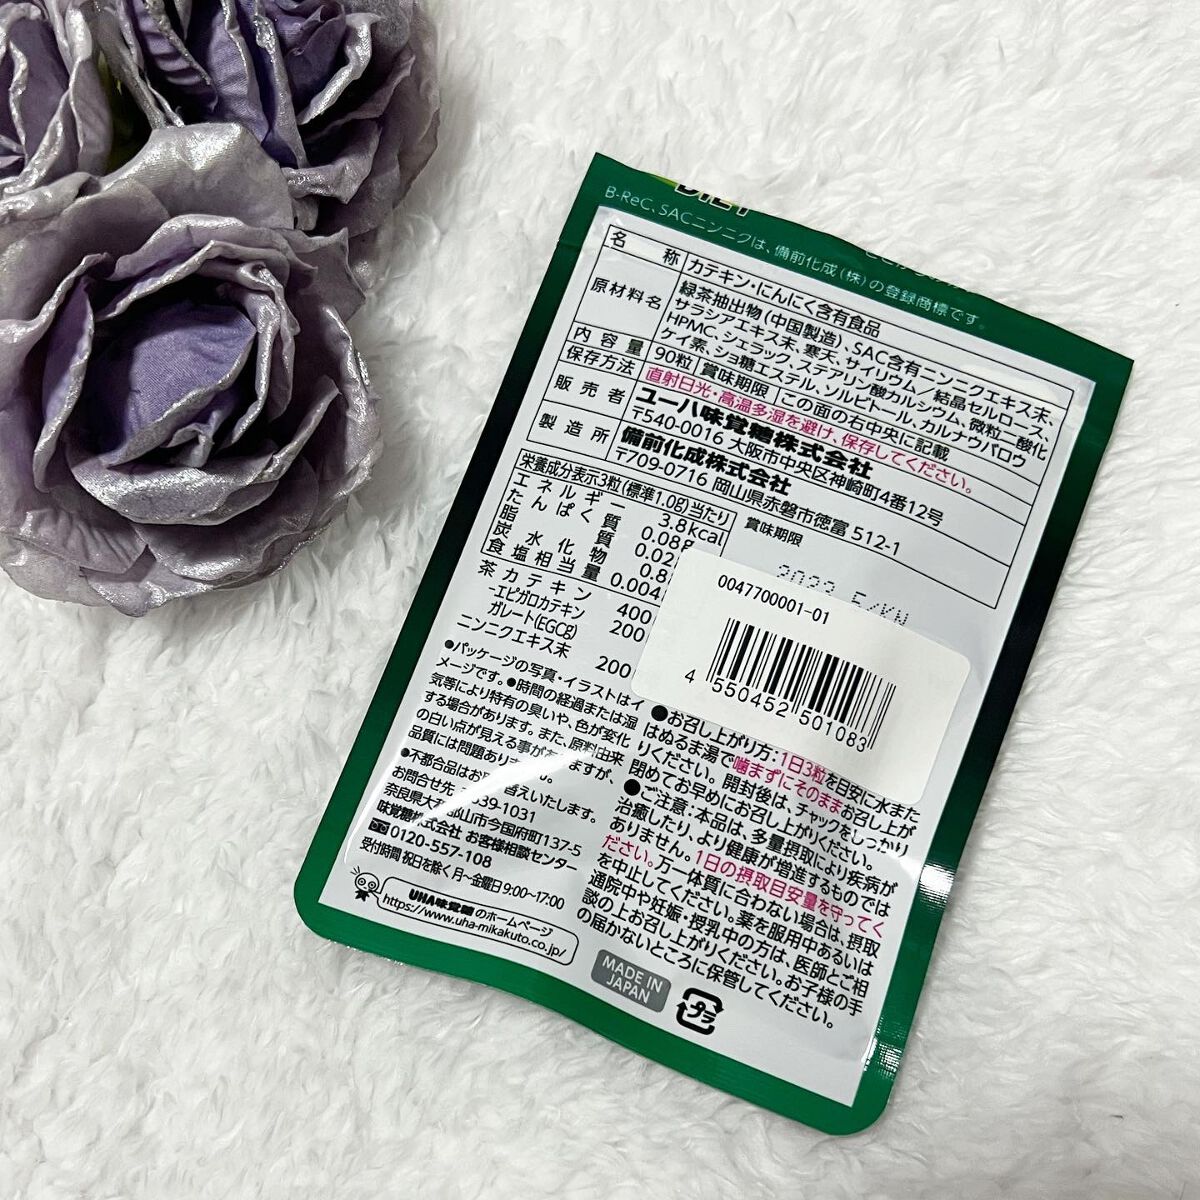 DIET
B-ReC、SACニンニクは、備前化成(株)の登録商標です。
名称 カテキン・にんにく含有食品
原材料名 緑茶抽出物(中国製造)、SAC含有ニンニクエキス末、
サラシアエキス末、寒天、サイリウム/結晶セルロース、
HPMC、シェラック、ステアリン酸カルシウム、微粒二酸化
ケイ素、ショ糖エステル、ソルビトール、カルナウバロウ
内容量 90粒 賞味期限 この面の右中央に記載
保存方法 直射日光・高温多湿を避け、保存してください。
販売者 ユーハ味覚糖株式会社
〒540-0016 大阪市中央区神崎町4番12号
製造所 備前化成株式会社
〒709-0716 岡山県赤磐市徳富 512-1
栄養成分表示3粒(標準1.0g)当たり
エネルギー 3.8kcal
たんぱく質 0.08
脂質 0.02
炭水化物 0.8
食塩相当量 0.004
茶カテキン 400
-エピガロカテキン
ガレート(EGCg) 200
ニンニクエキス末 200
賞味期限
0047700001-01
4 550452 501083
●パッケージの写真・イラストはイ
メージです。●時間の経過または湿
気等により特有の臭いや、色が変化
する場合があります。また、原料由来
の白い点が見える事が ますが、
品質には問題ありません。
●不都合品はお 替えいたします。
お問合せ先 39-1031
奈良県大 郡山市今国府町137-5
味覚糖株式会社 お客様相談センター
0120-557-108
受付時間 祝日を除く 月~金曜日 9:00~17:00
UHA味覚糖のホームページ
https://www.uha-mikakuto.co.jp/
●お召し上がり方:1日3粒を目安に水また
はぬるま湯で噛まずにそのままお召し上が
りください。開封後は、チャックをしっかり
閉めてお早めにお召し上がりください。
●ご注意:本品は、多量摂取により疾病が
治癒したり、より健康が増進するものでは
ありません。1日の摂取目安量を守ってく
ださい。万一体質に合わない場合は、摂取
を中止してください。薬を服用中あるいは
通院中や妊娠・授乳中の方は、医師とご相
談の上お召し上がりください。お子様の手
の届かないところに保管してください。
MADE IN
JAPAN
プラ